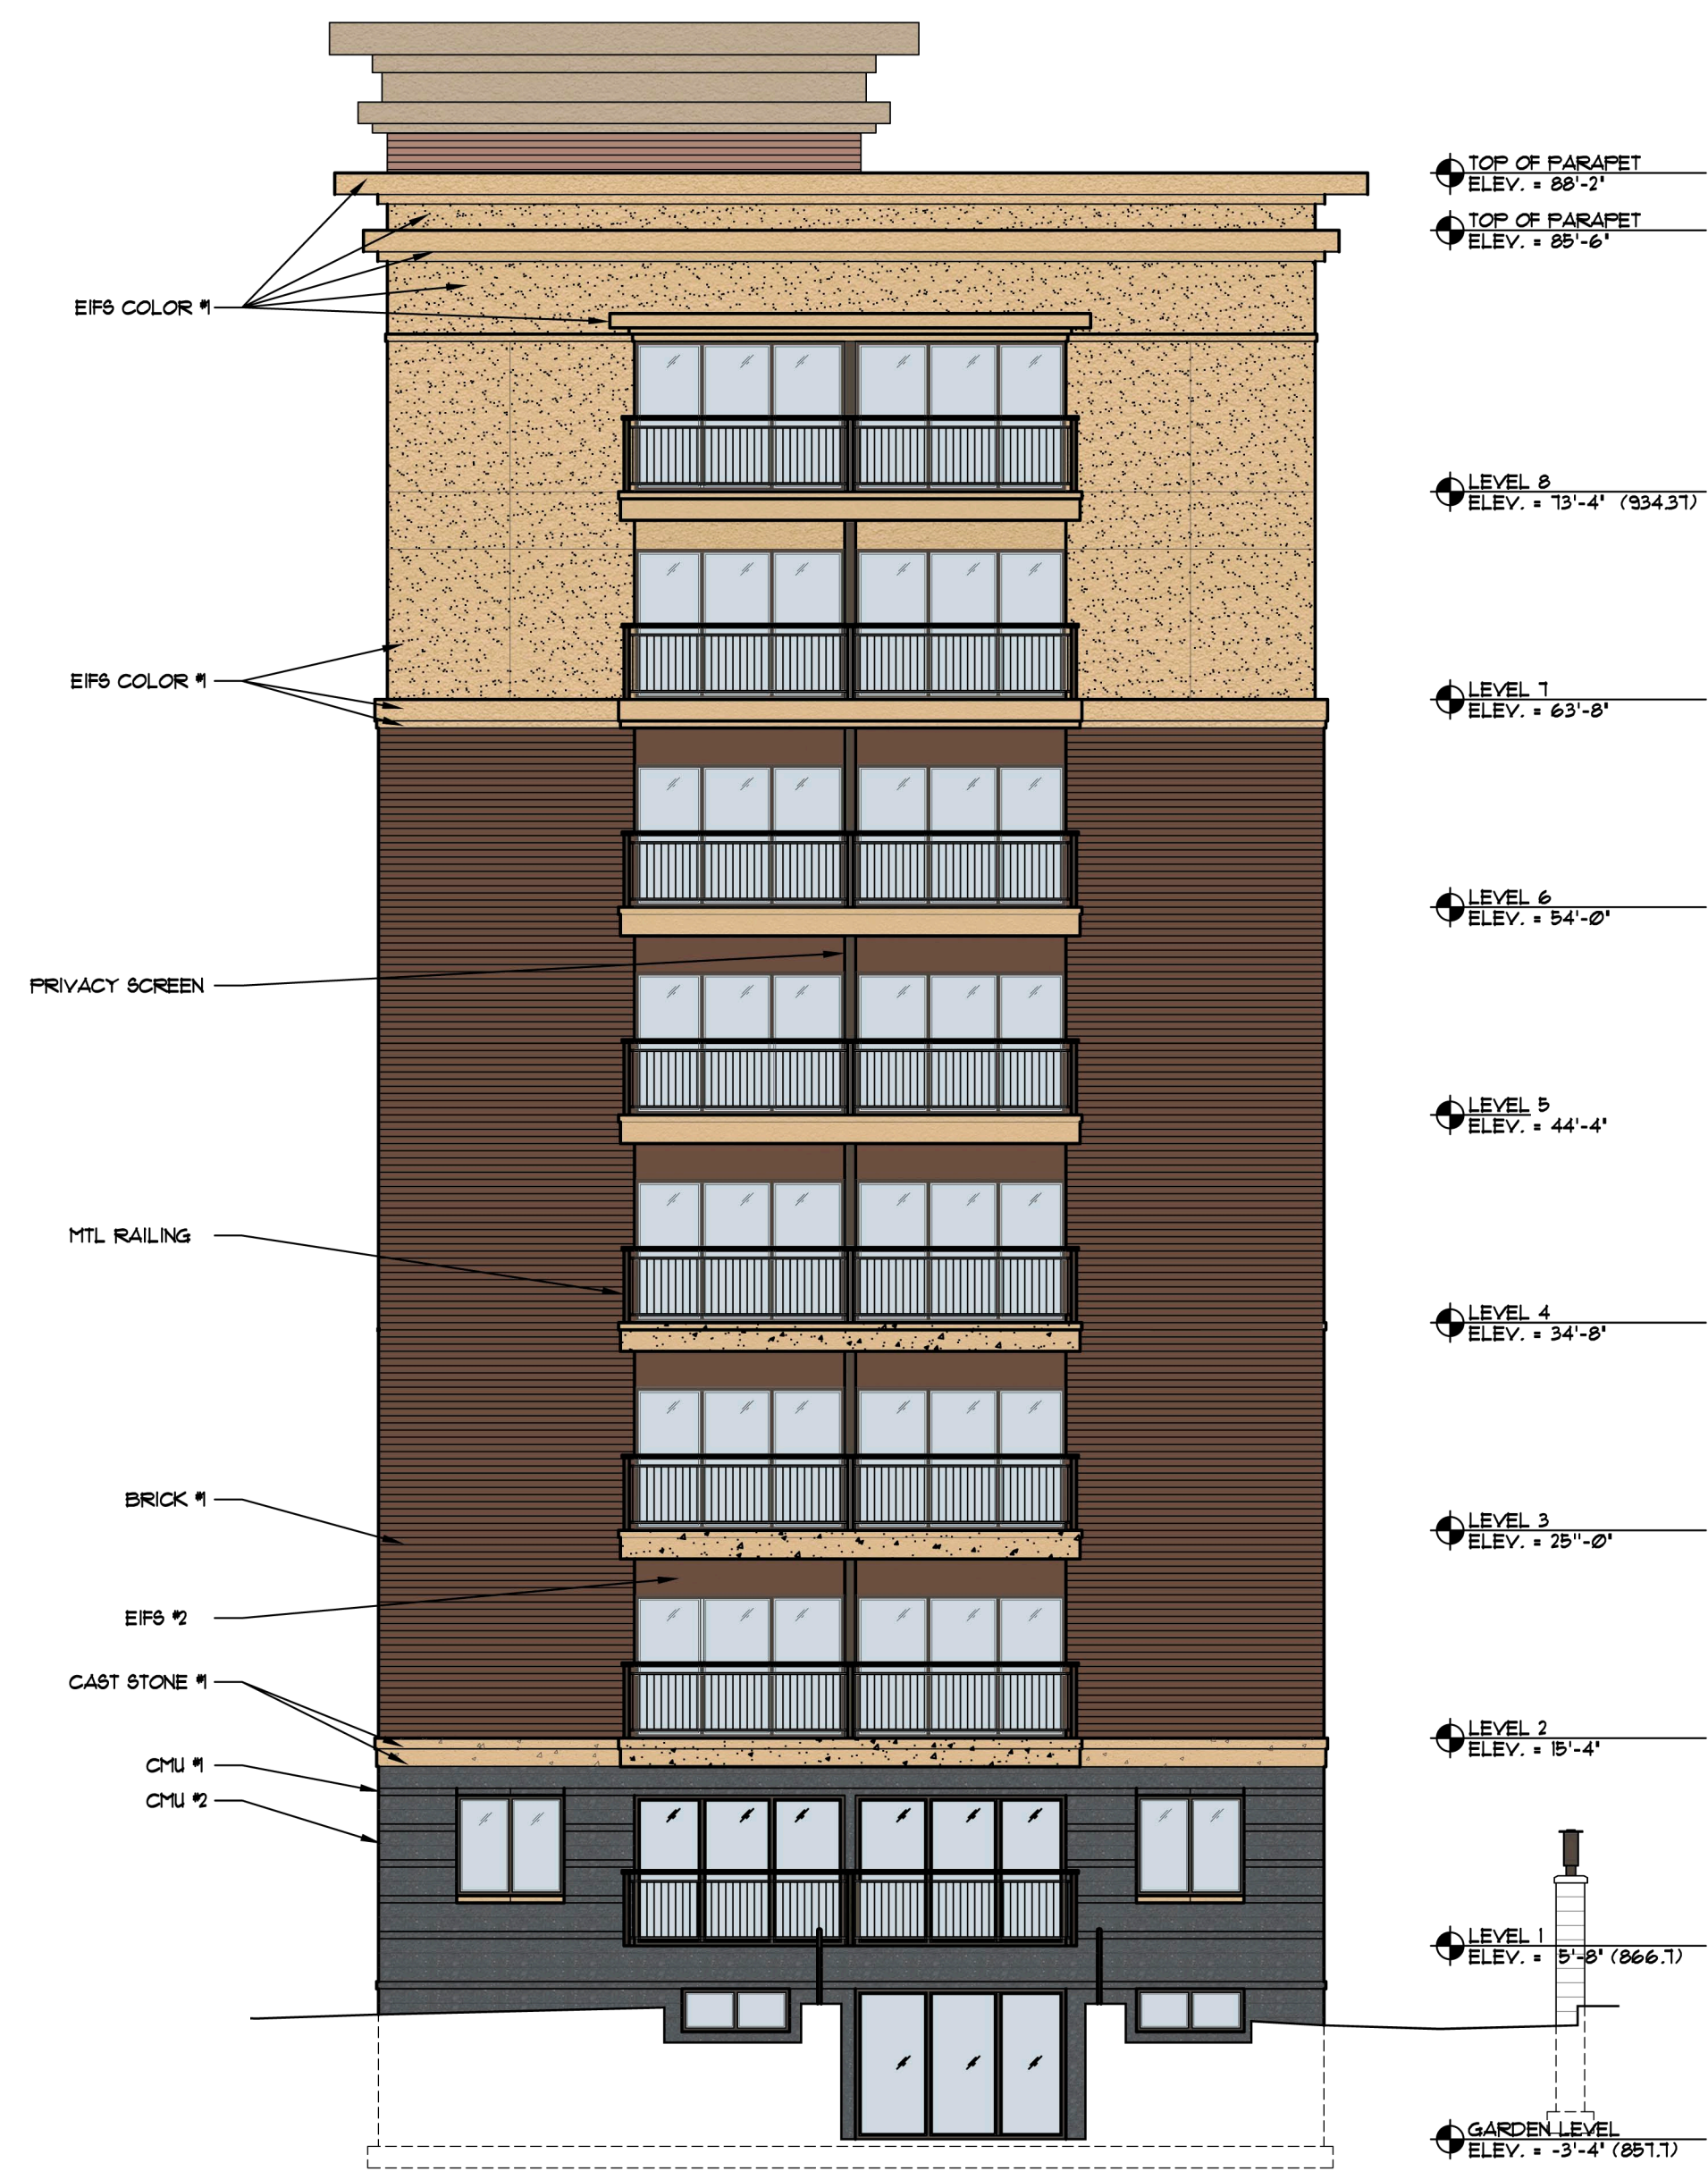 TOP OF PARAPET
ELEV. = 88'-2"
TOP OF PARAPET
ELEV. = 85'-6"
EIFS COLOR #1
LEVEL 8
ELEV. = 73'-4" (934.37)
EIFS COLOR #1
LEVEL 7
ELEV. = 63'-8"
LEVEL 6
ELEV. = 54'-0"
PRIVACY SCREEN
LEVEL 5
ELEV. = 44'-4"
MTL RAILING
LEVEL 4
ELEV. = 34'-8"
BRICK #1
LEVEL 3
ELEV. = 25''-0"
EIFS #2
CAST STONE #1
LEVEL 2
ELEV. = 15'-4"
CMU #1
CMU #2
LEVEL 1
ELEV. = 5'-8" (866.7)
GARDEN LEVEL
ELEV. = -3'-4" (857.7)